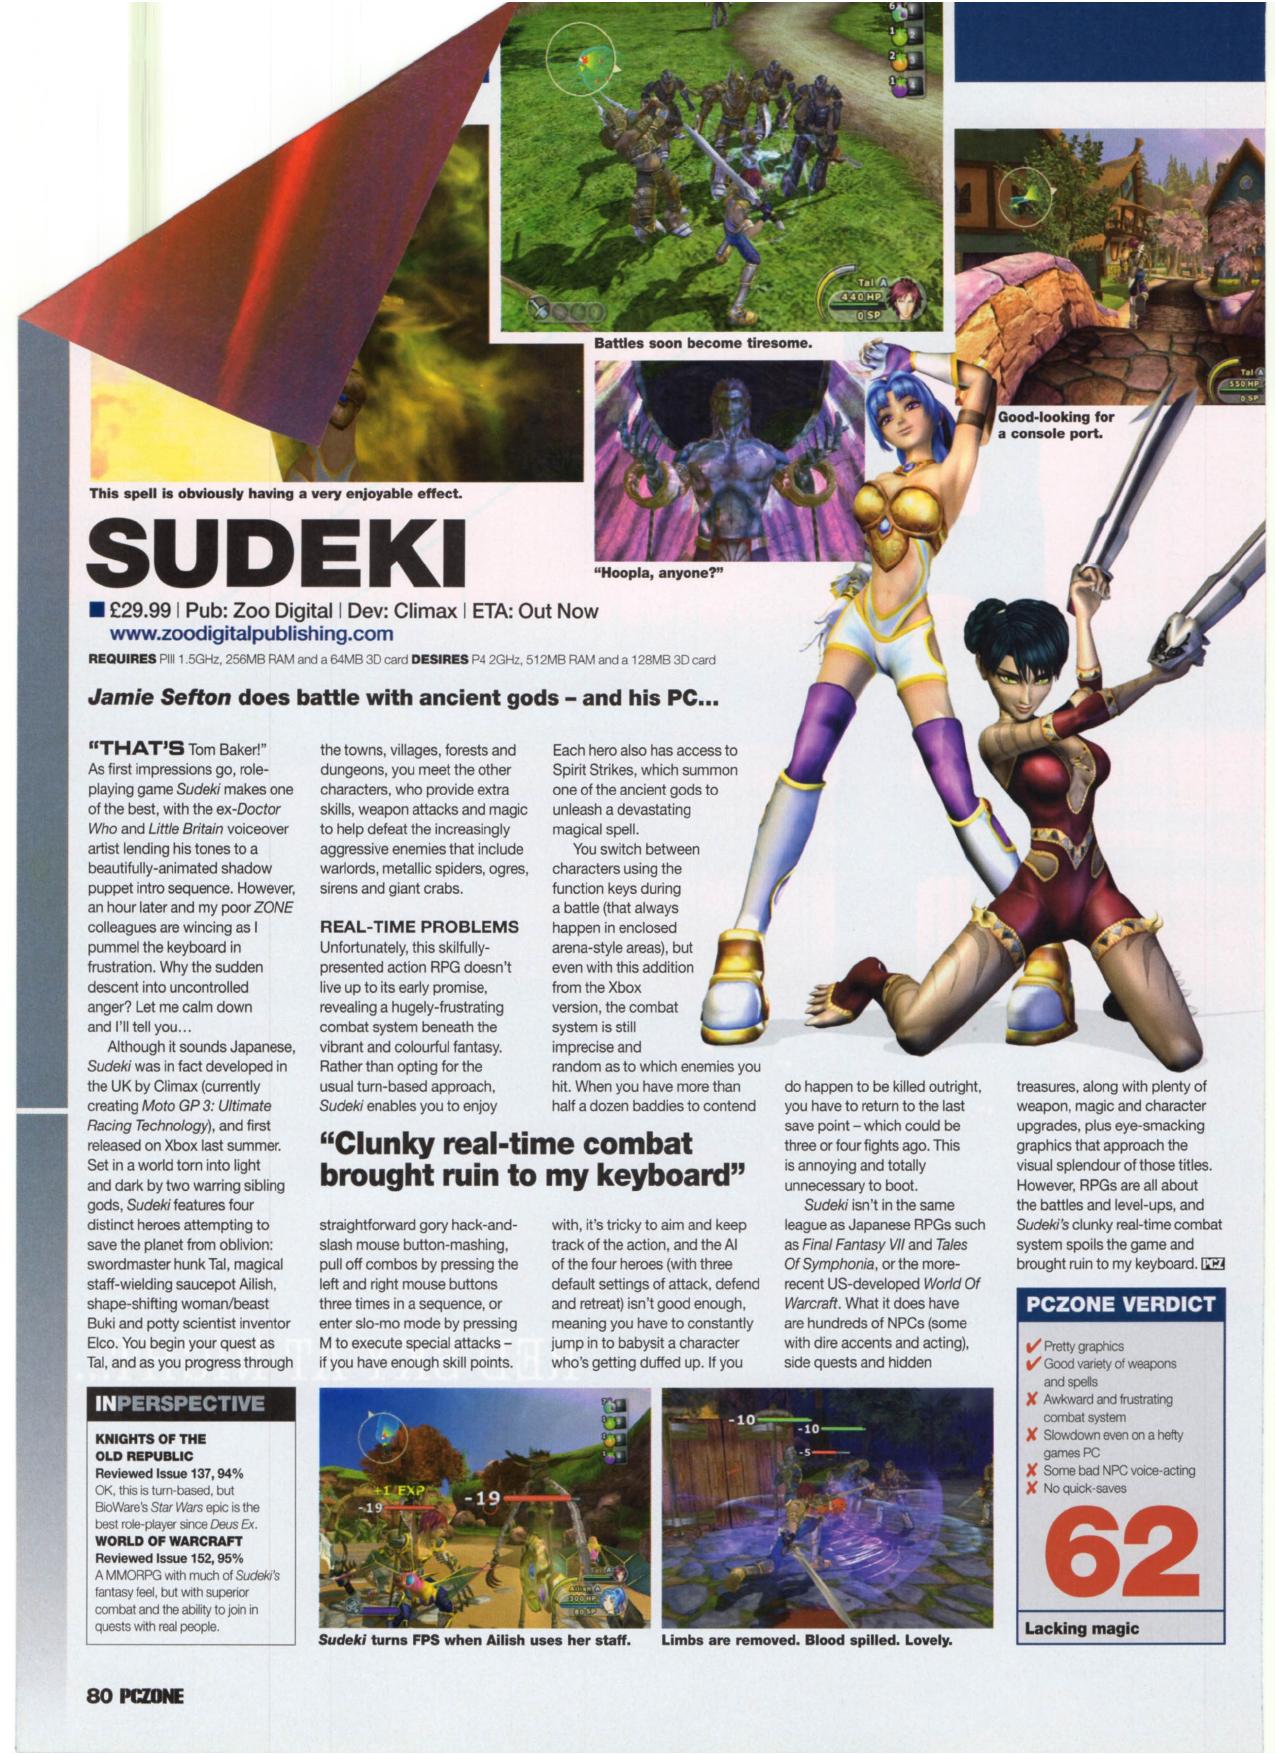 6
1 2
2 3
1 4
Tal A
440 HP
0 SP
Battles soon become tiresome.
Tal A
550 HP
0 SP
Good-looking for
a console port.
This spell is obviously having a very enjoyable effect.
"Hoopla, anyone?"
SUDEKI
£29.99 | Pub: Zoo Digital | Dev: Climax | ETA: Out Now
www.zoodigitalpublishing.com
REQUIRES PIII 1.5GHz, 256MB RAM and a 64MB 3D card DESIRES P4 2GHz, 512MB RAM and a 128MB 3D card
Jamie Sefton does battle with ancient gods – and his PC...
"THAT'S Tom Baker!"
As first impressions go, role-
playing game Sudeki makes one
of the best, with the ex-Doctor
Who and Little Britain voiceover
artist lending his tones to a
beautifully-animated shadow
puppet intro sequence. However,
an hour later and my poor ZONE
colleagues are wincing as I
pummel the keyboard in
frustration. Why the sudden
descent into uncontrolled
anger? Let me calm down
and I'll tell you...
Although it sounds Japanese,
Sudeki was in fact developed in
the UK by Climax (currently
creating Moto GP 3: Ultimate
Racing Technology), and first
released on Xbox last summer.
Set in a world torn into light
and dark by two warring sibling
gods, Sudeki features four
distinct heroes attempting to
save the planet from oblivion:
swordmaster hunk Tal, magical
staff-wielding saucepot Ailish,
shape-shifting woman/beast
Buki and potty scientist inventor
Elco. You begin your quest as
Tal, and as you progress through
the towns, villages, forests and
dungeons, you meet the other
characters, who provide extra
skills, weapon attacks and magic
to help defeat the increasingly
aggressive enemies that include
warlords, metallic spiders, ogres,
sirens and giant crabs.
REAL-TIME PROBLEMS
Unfortunately, this skilfully-
presented action RPG doesn't
live up to its early promise,
revealing a hugely-frustrating
combat system beneath the
vibrant and colourful fantasy.
Rather than opting for the
usual turn-based approach,
Sudeki enables you to enjoy
"Clunky real-time combat
brought ruin to my keyboard"
straightforward gory hack-and-
slash mouse button-mashing,
pull off combos by pressing the
left and right mouse buttons
three times in a sequence, or
enter slo-mo mode by pressing
M to execute special attacks –
if you have enough skill points.
Each hero also has access to
Spirit Strikes, which summon
one of the ancient gods to
unleash a devastating
magical spell.
You switch between
characters using the
function keys during
a battle (that always
happen in enclosed
arena-style areas), but
even with this addition
from the Xbox
version, the combat
system is still
imprecise and
random as to which enemies you
hit. When you have more than
half a dozen baddies to contend
with, it's tricky to aim and keep
track of the action, and the AI
of the four heroes (with three
default settings of attack, defend
and retreat) isn't good enough,
meaning you have to constantly
jump in to babysit a character
who's getting duffed up. If you
do happen to be killed outright,
you have to return to the last
save point – which could be
three or four fights ago. This
is annoying and totally
unnecessary to boot.
Sudeki isn't in the same
league as Japanese RPGs such
as Final Fantasy VII and Tales
Of Symphonia, or the more-
recent US-developed World Of
Warcraft. What it does have
are hundreds of NPCs (some
with dire accents and acting),
side quests and hidden
treasures, along with plenty of
weapon, magic and character
upgrades, plus eye-smacking
graphics that approach the
visual splendour of those titles.
However, RPGs are all about
the battles and level-ups, and
Sudeki's clunky real-time combat
system spoils the game and
brought ruin to my keyboard. PCZ
INPERSPECTIVE
KNIGHTS OF THE
OLD REPUBLIC
Reviewed Issue 137, 94%
OK, this is turn-based, but
BioWare's Star Wars epic is the
best role-player since Deus Ex.
WORLD OF WARCRAFT
Reviewed Issue 152, 95%
A MMORPG with much of Sudeki's
fantasy feel, but with superior
combat and the ability to join in
quests with real people.
+1 EXP
-19
-19
Ailish A
300 HP
80 SP
Sudeki turns FPS when Ailish uses her staff.
-10
-10
-5
Limbs are removed. Blood spilled. Lovely.
PCZONE VERDICT
✓ Pretty graphics
✓ Good variety of weapons
and spells
✗ Awkward and frustrating
combat system
✗ Slowdown even on a hefty
games PC
✗ Some bad NPC voice-acting
✗ No quick-saves
62
Lacking magic
80 PCZONE